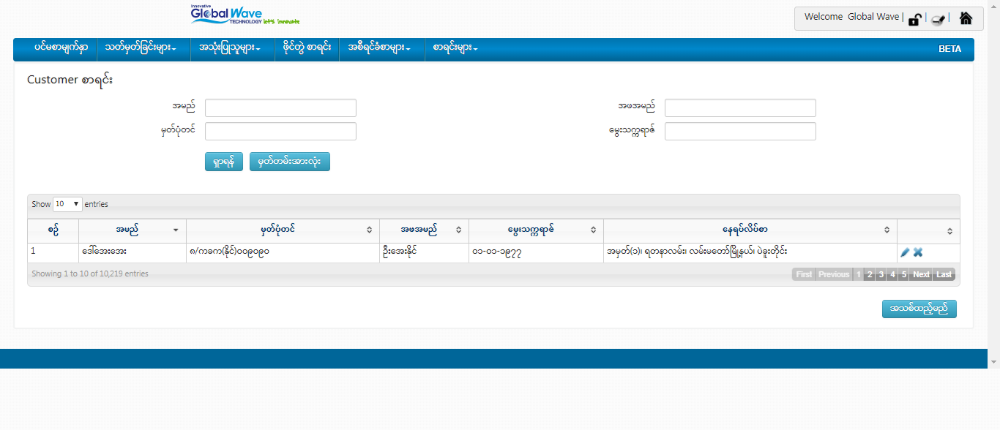 Innovative
Global Wave
TECHNOLOGY let's innovate
Welcome Global Wave | | |
ပင်မစာမျက်နှာ သတ်မှတ်ခြင်းများ အသုံးပြုသူများ ဖိုင်တွဲ စာရင်း အစီရင်ခံစာများ စာရင်းများ BETA
Customer စာရင်း
အမည် အဖအမည်
မှတ်ပုံတင် မွေးသက္ကရာဇ်
ရှာရန် မှတ်တမ်းအားလုံး
Show 10 entries
စဉ် အမည် မှတ်ပုံတင် အဖအမည် မွေးသက္ကရာဇ် နေရပ်လိပ်စာ
1 ဒေါ်အေးအေး ၈/ကခက(နိုင်)၀၀၉၀၉၀ ဦးအေးနိုင် ၀၁-၀၁-၁၉၇၇ အမှတ်(၁)၊ ရတနာလမ်း၊ လမ်းမတော်မြို့နယ်၊ ပဲခူးတိုင်း
Showing 1 to 10 of 10,219 entries First Previous 1 2 3 4 5 Next Last
အသစ်ထည့်မည်